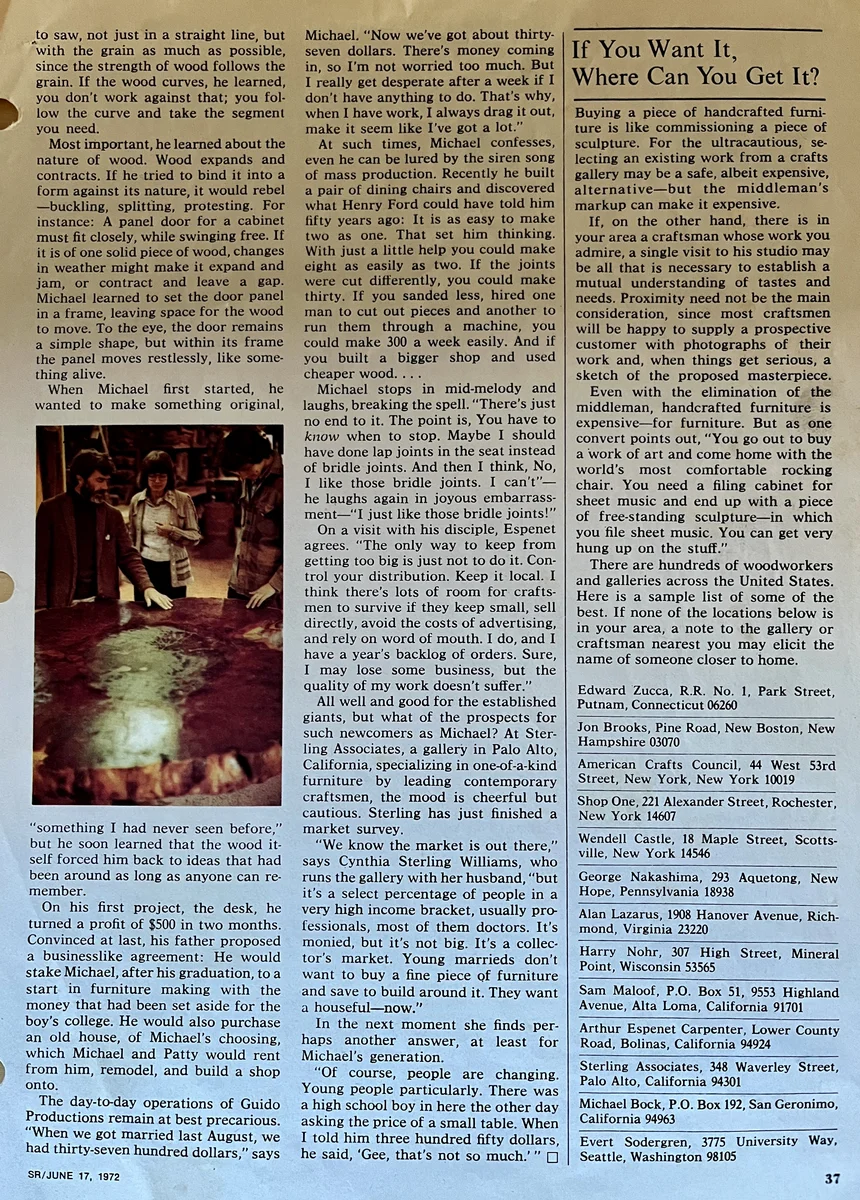 to saw, not just in a straight line, but
with the grain as much as possible,
since the strength of wood follows the
grain. If the wood curves, he learned,
you don't work against that; you fol-
low the curve and take the segment
you need.
Most important, he learned about the
nature of wood. Wood expands and
contracts. If he tried to bind it into a
form against its nature, it would rebel
—buckling, splitting, protesting. For
instance: A panel door for a cabinet
must fit closely, while swinging free. If
it is of one solid piece of wood, changes
in weather might make it expand and
jam, or contract and leave a gap.
Michael learned to set the door panel
in a frame, leaving space for the wood
to move. To the eye, the door remains
a simple shape, but within its frame
the panel moves restlessly, like some-
thing alive.
When Michael first started, he
wanted to make something original,
"something I had never seen before,"
but he soon learned that the wood it-
self forced him back to ideas that had
been around as long as anyone can re-
member.
On his first project, the desk, he
turned a profit of $500 in two months.
Convinced at last, his father proposed
a businesslike agreement: He would
stake Michael, after his graduation, to a
start in furniture making with the
money that had been set aside for the
boy's college. He would also purchase
an old house, of Michael's choosing,
which Michael and Patty would rent
from him, remodel, and build a shop
onto.
The day-to-day operations of Guido
Productions remain at best precarious.
"When we got married last August, we
had thirty-seven hundred dollars," says
Michael. "Now we've got about thirty-
seven dollars. There's money coming
in, so I'm not worried too much. But
I really get desperate after a week if I
don't have anything to do. That's why,
when I have work, I always drag it out,
make it seem like I've got a lot."
At such times, Michael confesses,
even he can be lured by the siren song
of mass production. Recently he built
a pair of dining chairs and discovered
what Henry Ford could have told him
fifty years ago: It is as easy to make
two as one. That set him thinking.
With just a little help you could make
eight as easily as two. If the joints
were cut differently, you could make
thirty. If you sanded less, hired one
man to cut out pieces and another to
run them through a machine, you
could make 300 a week easily. And if
you built a bigger shop and used
cheaper wood. . . .
Michael stops in mid-melody and
laughs, breaking the spell. "There's just
no end to it. The point is, You have to
know when to stop. Maybe I should
have done lap joints in the seat instead
of bridle joints. And then I think, No,
I like those bridle joints. I can't"—
he laughs again in joyous embarrass-
ment—"I just like those bridle joints!"
On a visit with his disciple, Espenet
agrees. "The only way to keep from
getting too big is just not to do it. Con-
trol your distribution. Keep it local. I
think there's lots of room for crafts-
men to survive if they keep small, sell
directly, avoid the costs of advertising,
and rely on word of mouth. I do, and I
have a year's backlog of orders. Sure,
I may lose some business, but the
quality of my work doesn't suffer."
All well and good for the established
giants, but what of the prospects for
such newcomers as Michael? At Ster-
ling Associates, a gallery in Palo Alto,
California, specializing in one-of-a-kind
furniture by leading contemporary
craftsmen, the mood is cheerful but
cautious. Sterling has just finished a
market survey.
"We know the market is out there,"
says Cynthia Sterling Williams, who
runs the gallery with her husband, "but
it's a select percentage of people in a
very high income bracket, usually pro-
fessionals, most of them doctors. It's
monied, but it's not big. It's a collec-
tor's market. Young marrieds don't
want to buy a fine piece of furniture
and save to build around it. They want
a houseful—now."
In the next moment she finds per-
haps another answer, at least for
Michael's generation.
"Of course, people are changing.
Young people particularly. There was
a high school boy in here the other day
asking the price of a small table. When
I told him three hundred fifty dollars,
he said, 'Gee, that's not so much.' " □
If You Want It,
Where Can You Get It?
Buying a piece of handcrafted furni-
ture is like commissioning a piece of
sculpture. For the ultracautious, se-
lecting an existing work from a crafts
gallery may be a safe, albeit expensive,
alternative—but the middleman's
markup can make it expensive.
If, on the other hand, there is in
your area a craftsman whose work you
admire, a single visit to his studio may
be all that is necessary to establish a
mutual understanding of tastes and
needs. Proximity need not be the main
consideration, since most craftsmen
will be happy to supply a prospective
customer with photographs of their
work and, when things get serious, a
sketch of the proposed masterpiece.
Even with the elimination of the
middleman, handcrafted furniture is
expensive—for furniture. But as one
convert points out, "You go out to buy
a work of art and come home with the
world's most comfortable rocking
chair. You need a filing cabinet for
sheet music and end up with a piece
of free-standing sculpture—in which
you file sheet music. You can get very
hung up on the stuff."
There are hundreds of woodworkers
and galleries across the United States.
Here is a sample list of some of the
best. If none of the locations below is
in your area, a note to the gallery or
craftsman nearest you may elicit the
name of someone closer to home.
Edward Zucca, R.R. No. 1, Park Street,
Putnam, Connecticut 06260
Jon Brooks, Pine Road, New Boston, New
Hampshire 03070
American Crafts Council, 44 West 53rd
Street, New York, New York 10019
Shop One, 221 Alexander Street, Rochester,
New York 14607
Wendell Castle, 18 Maple Street, Scotts-
ville, New York 14546
George Nakashima, 293 Aquetong, New
Hope, Pennsylvania 18938
Alan Lazarus, 1908 Hanover Avenue, Rich-
mond, Virginia 23220
Harry Nohr, 307 High Street, Mineral
Point, Wisconsin 53565
Sam Maloof, P.O. Box 51, 9553 Highland
Avenue, Alta Loma, California 91701
Arthur Espenet Carpenter, Lower County
Road, Bolinas, California 94924
Sterling Associates, 348 Waverley Street,
Palo Alto, California 94301
Michael Bock, P.O. Box 192, San Geronimo,
California 94963
Evert Sodergren, 3775 University Way,
Seattle, Washington 98105
SR/JUNE 17, 1972
37